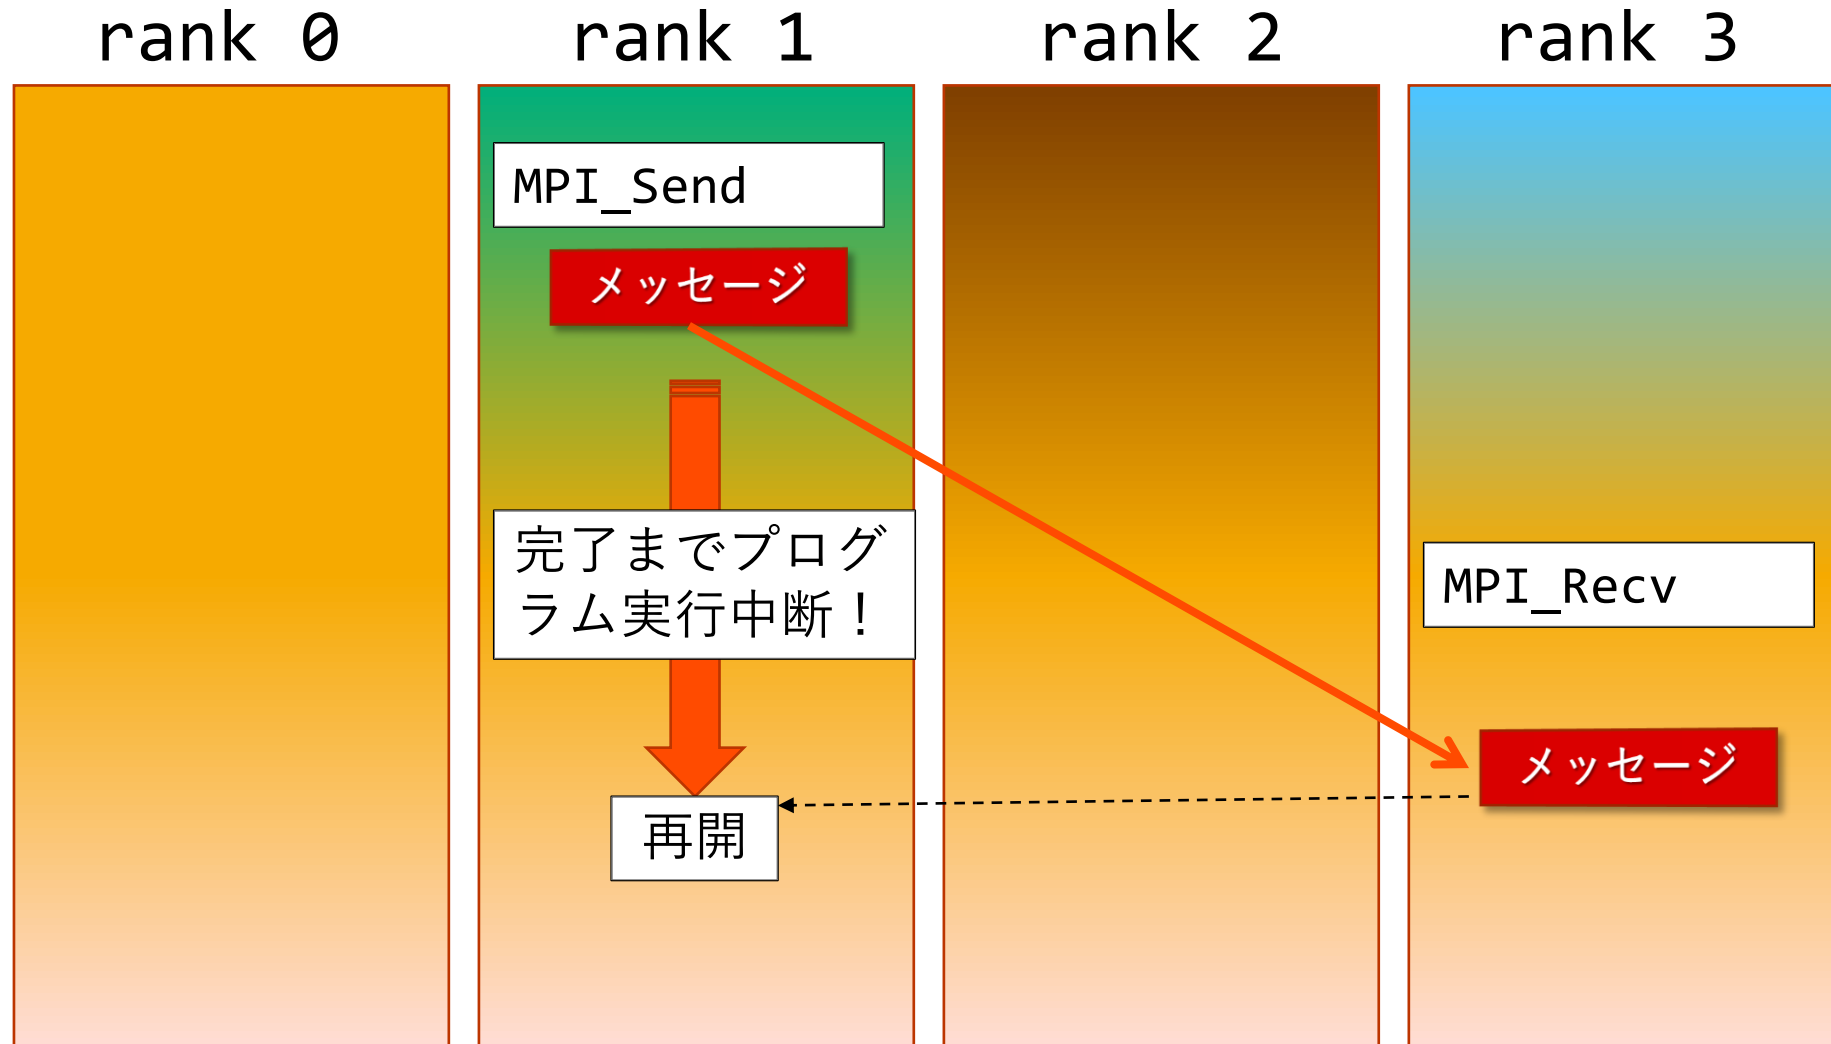 rank 0
rank 1
rank 2
rank 3
MPI_Send
メッセージ
完了までプログ
ラム実行中断！
MPI_Recv
メッセージ
再開